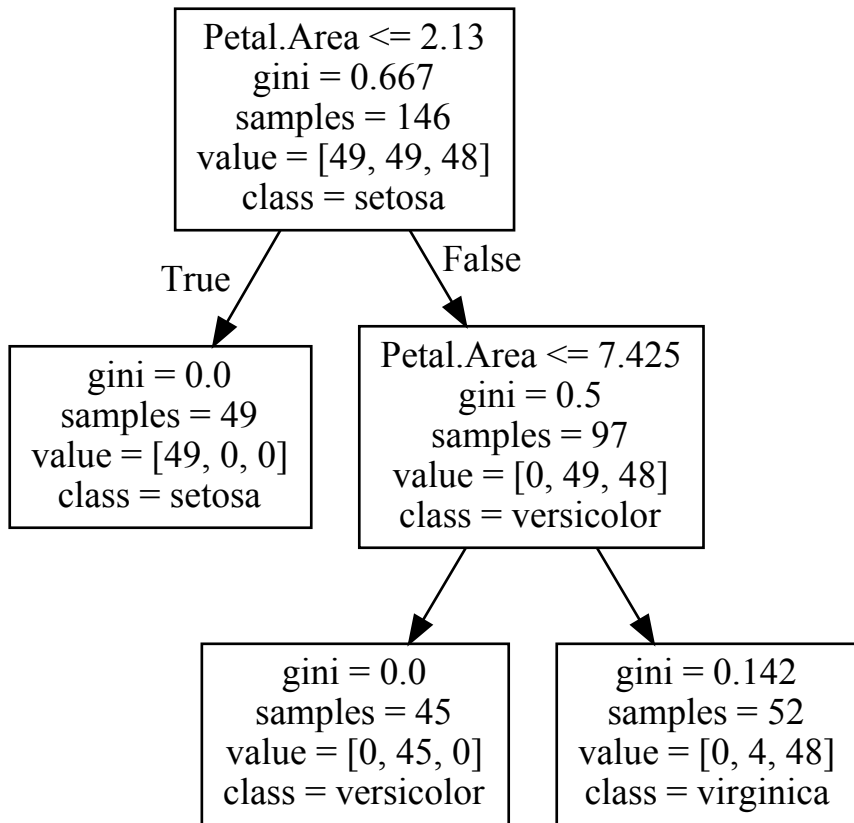 Petal.Area <= 2.13
gini = 0.667
samples = 146
value = [49, 49, 48]
class = setosa
True
False
gini = 0.0
samples = 49
value = [49, 0, 0]
class = setosa
Petal.Area <= 7.425
gini = 0.5
samples = 97
value = [0, 49, 48]
class = versicolor
gini = 0.0
samples = 45
value = [0, 45, 0]
class = versicolor
gini = 0.142
samples = 52
value = [0, 4, 48]
class = virginica